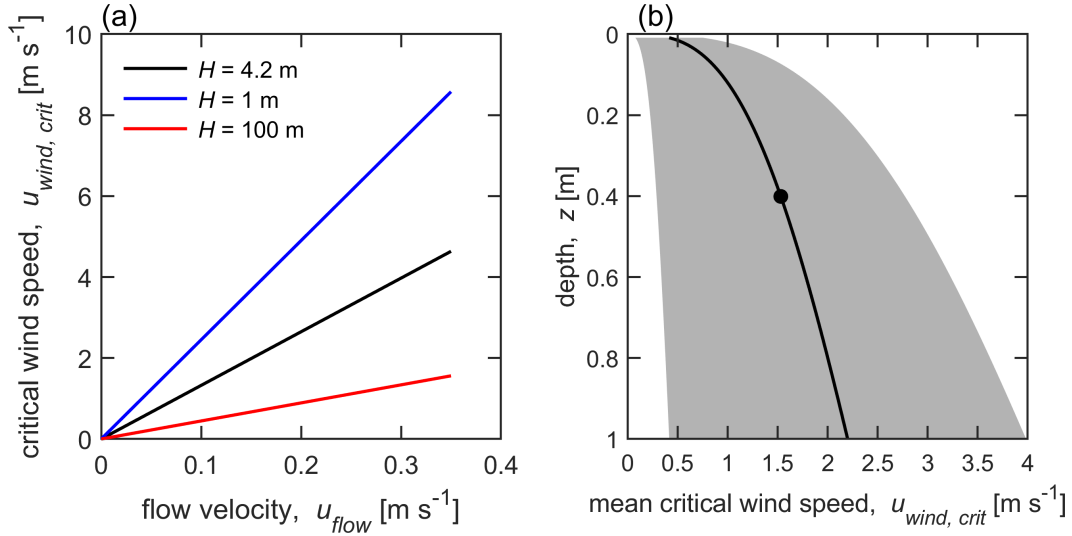 (a)
critical wind speed, u_wind, crit [m s⁻¹]
10
8
6
4
2
0
H = 4.2 m
H = 1 m
H = 100 m
0 0.1 0.2 0.3 0.4
flow velocity, u_flow [m s⁻¹]
(b)
depth, z [m]
0
0.2
0.4
0.6
0.8
1
0 0.5 1 1.5 2 2.5 3 3.5 4
mean critical wind speed, u_wind, crit [m s⁻¹]